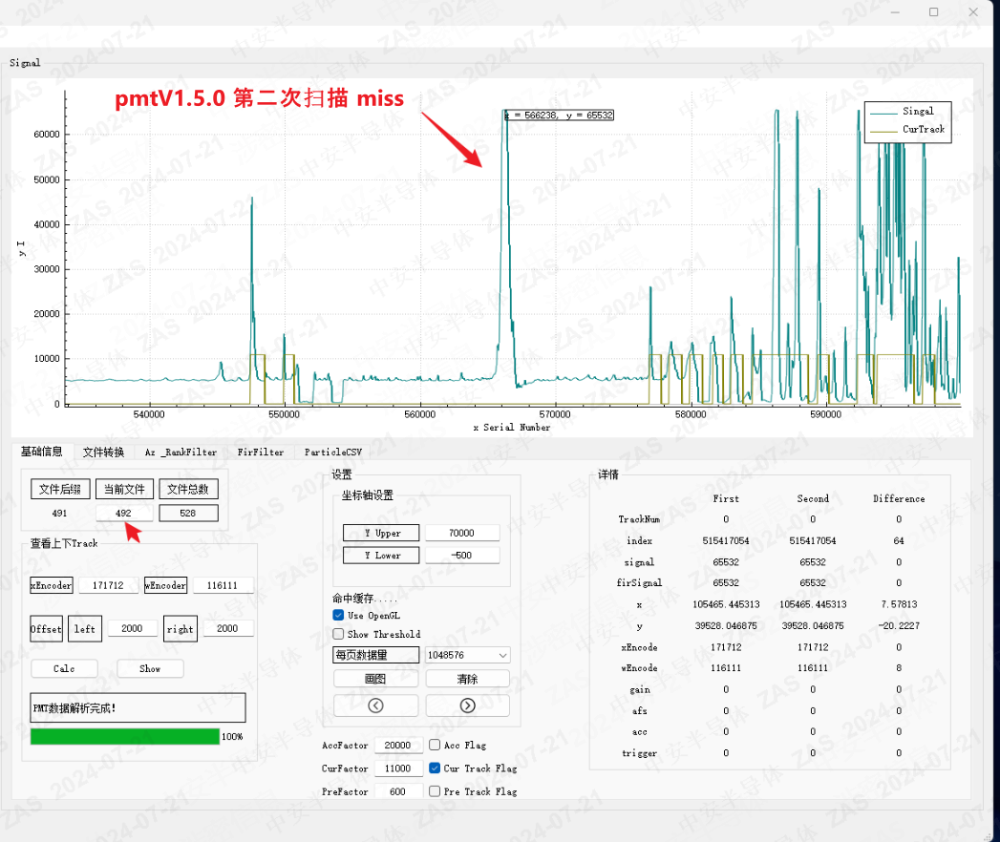 Signal
pmtV1.5.0 第二次扫描 miss
x = 566238, y = 65532
Singal
CurTrack
60000
50000
40000
30000
20000
10000
0
y I
540000 550000 560000 570000 580000 590000
x Serial Number
基础信息 文件转换 Az _RankFilter FirFilter ParticleCSV
文件后缀 当前文件 文件总数
491 492 528
查看上下Track
xEncoder 171712 wEncoder 116111
Offset left 2000 right 2000
Calc Show
PMT数据解析完成!
100%
设置
坐标轴设置
Y Upper 70000
Y Lower -500
命中缓存.....
Use OpenGL
Show Threshold
每页数据量 1048576
画图 清除
AccFactor 20000 Acc Flag
CurFactor 11000 Cur Track Flag
PreFactor 600 Pre Track Flag
详情
First Second Difference
TrackNum 0 0 0
index 515417054 515417054 64
signal 65532 65532 0
firSignal 65532 65532 0
x 105465.445313 105465.445313 7.57813
y 39528.046875 39528.046875 -20.2227
xEncode 171712 171712 0
wEncode 116111 116111 8
gain 0 0 0
afs 0 0 0
acc 0 0 0
trigger 0 0 0
中安半导体 ZAS 2024-07-21